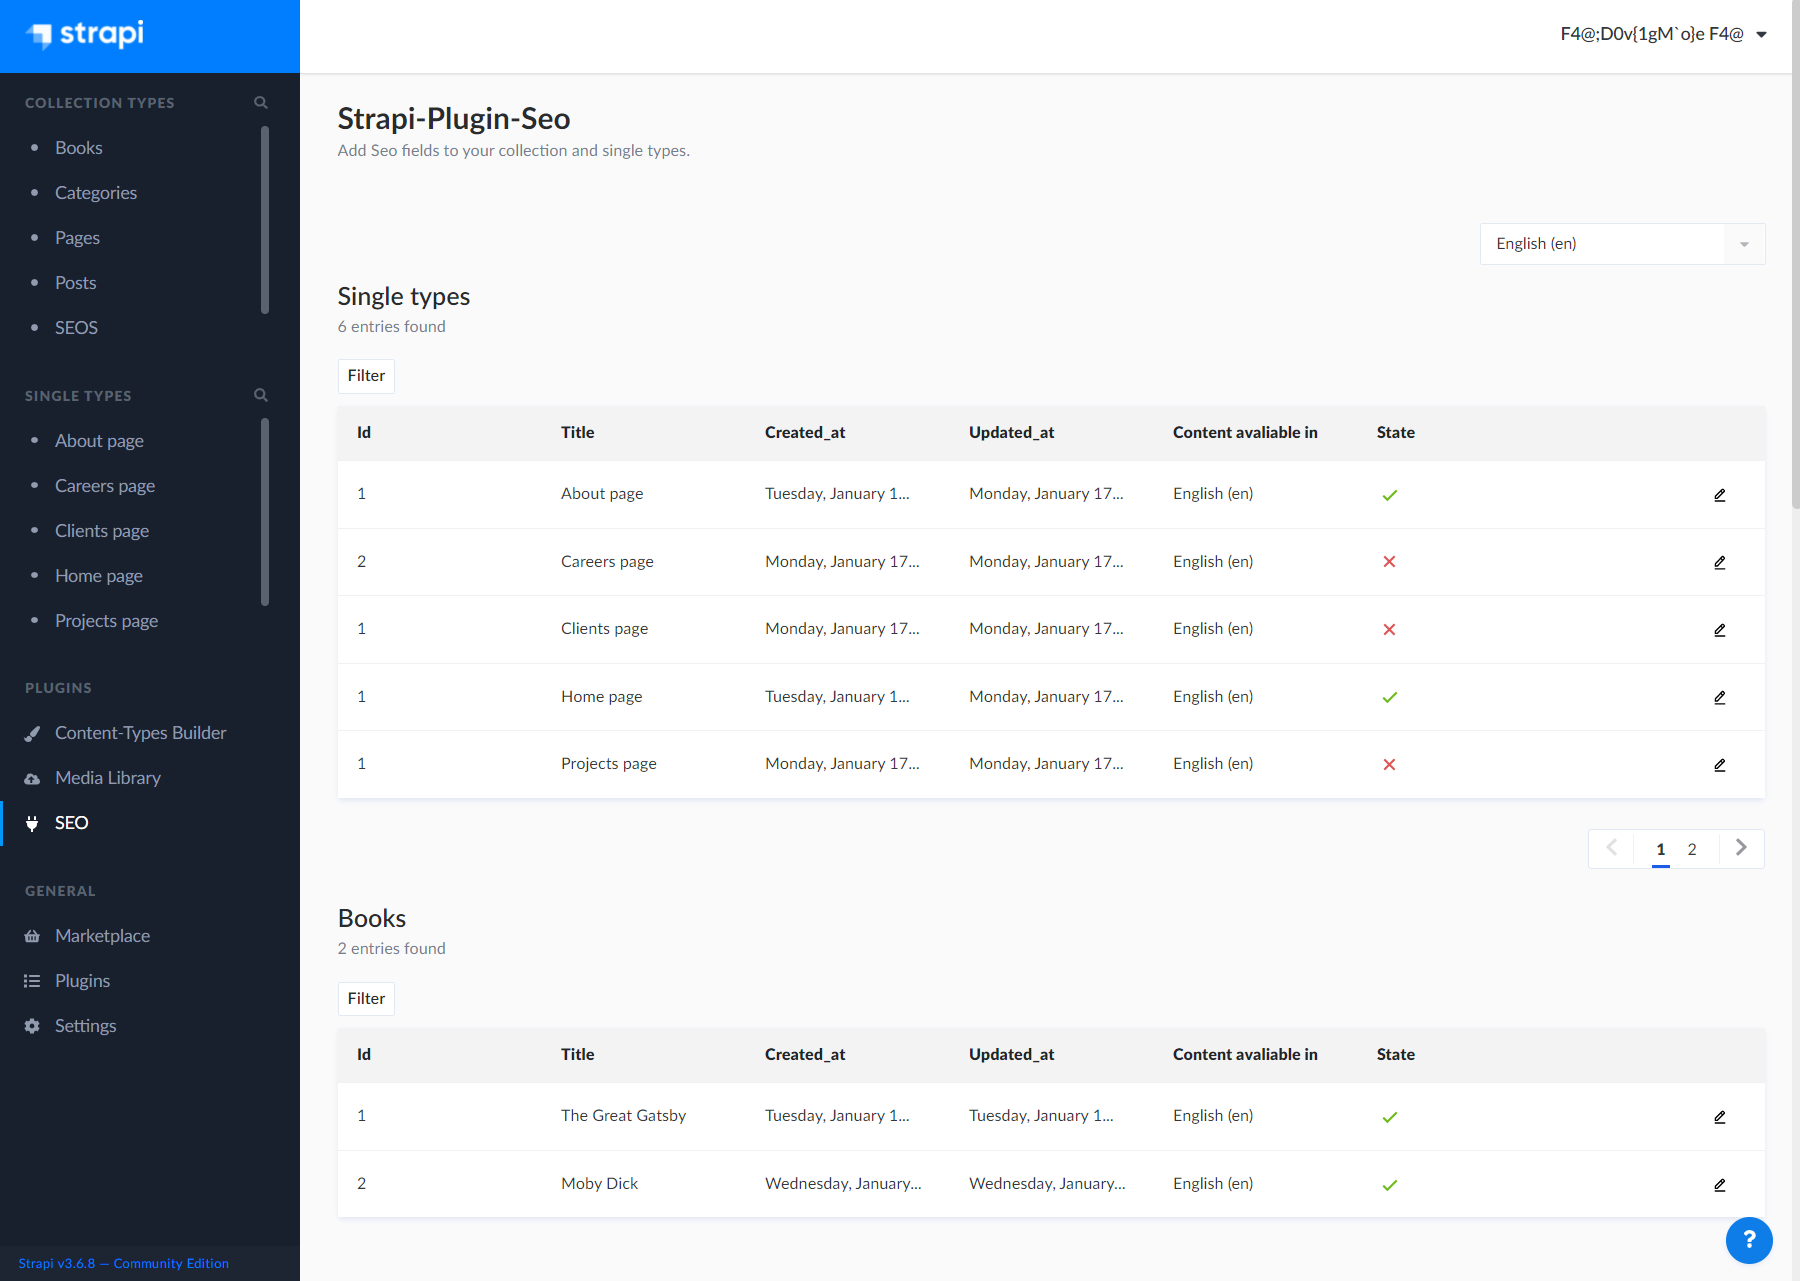 strapi
F4@;D0v{1gM`o}e F4@
COLLECTION TYPES
Books
Categories
Pages
Posts
SEOS
SINGLE TYPES
About page
Careers page
Clients page
Home page
Projects page
PLUGINS
Content-Types Builder
Media Library
SEO
GENERAL
Marketplace
Plugins
Settings
Strapi v3.6.8 — Community Edition
Strapi-Plugin-Seo
Add Seo fields to your collection and single types.
English (en)
Single types
6 entries found
Filter
Id Title Created_at Updated_at Content avaliable in State
1 About page Tuesday, January 1... Monday, January 17... English (en)
2 Careers page Monday, January 17... Monday, January 17... English (en)
1 Clients page Monday, January 17... Monday, January 17... English (en)
1 Home page Tuesday, January 1... Monday, January 17... English (en)
1 Projects page Monday, January 17... Monday, January 17... English (en)
1 2
Books
2 entries found
Filter
Id Title Created_at Updated_at Content avaliable in State
1 The Great Gatsby Tuesday, January 1... Tuesday, January 1... English (en)
2 Moby Dick Wednesday, January... Wednesday, January... English (en)
?